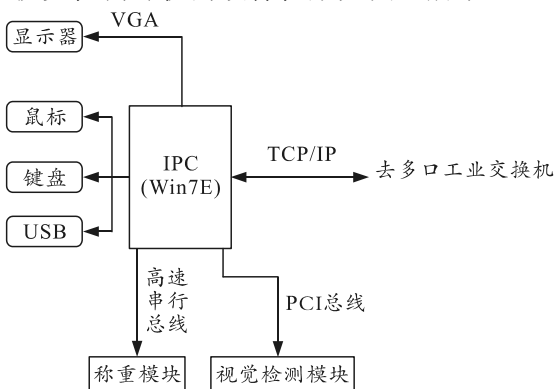 VGA
显示器
鼠标
键盘
USB
IPC
(Win7E)
TCP/IP
去多口工业交换机
高速
串行
总线
PCI总线
称重模块
视觉检测模块